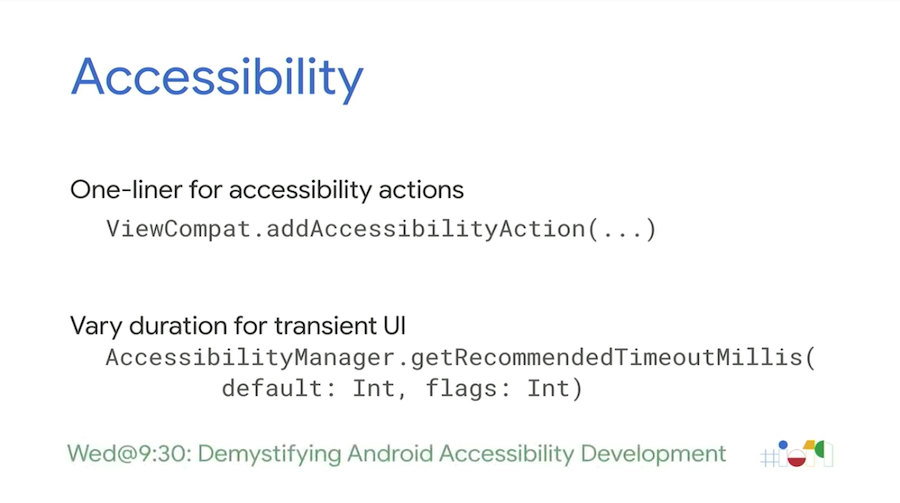 Accessibility
One-liner for accessibility actions
ViewCompat.addAccessibilityAction(...)
Vary duration for transient UI
AccessibilityManager.getRecommendedTimeoutMillis(
default: Int, flags: Int)
Wed@9:30: Demystifying Android Accessibility Development
#io19